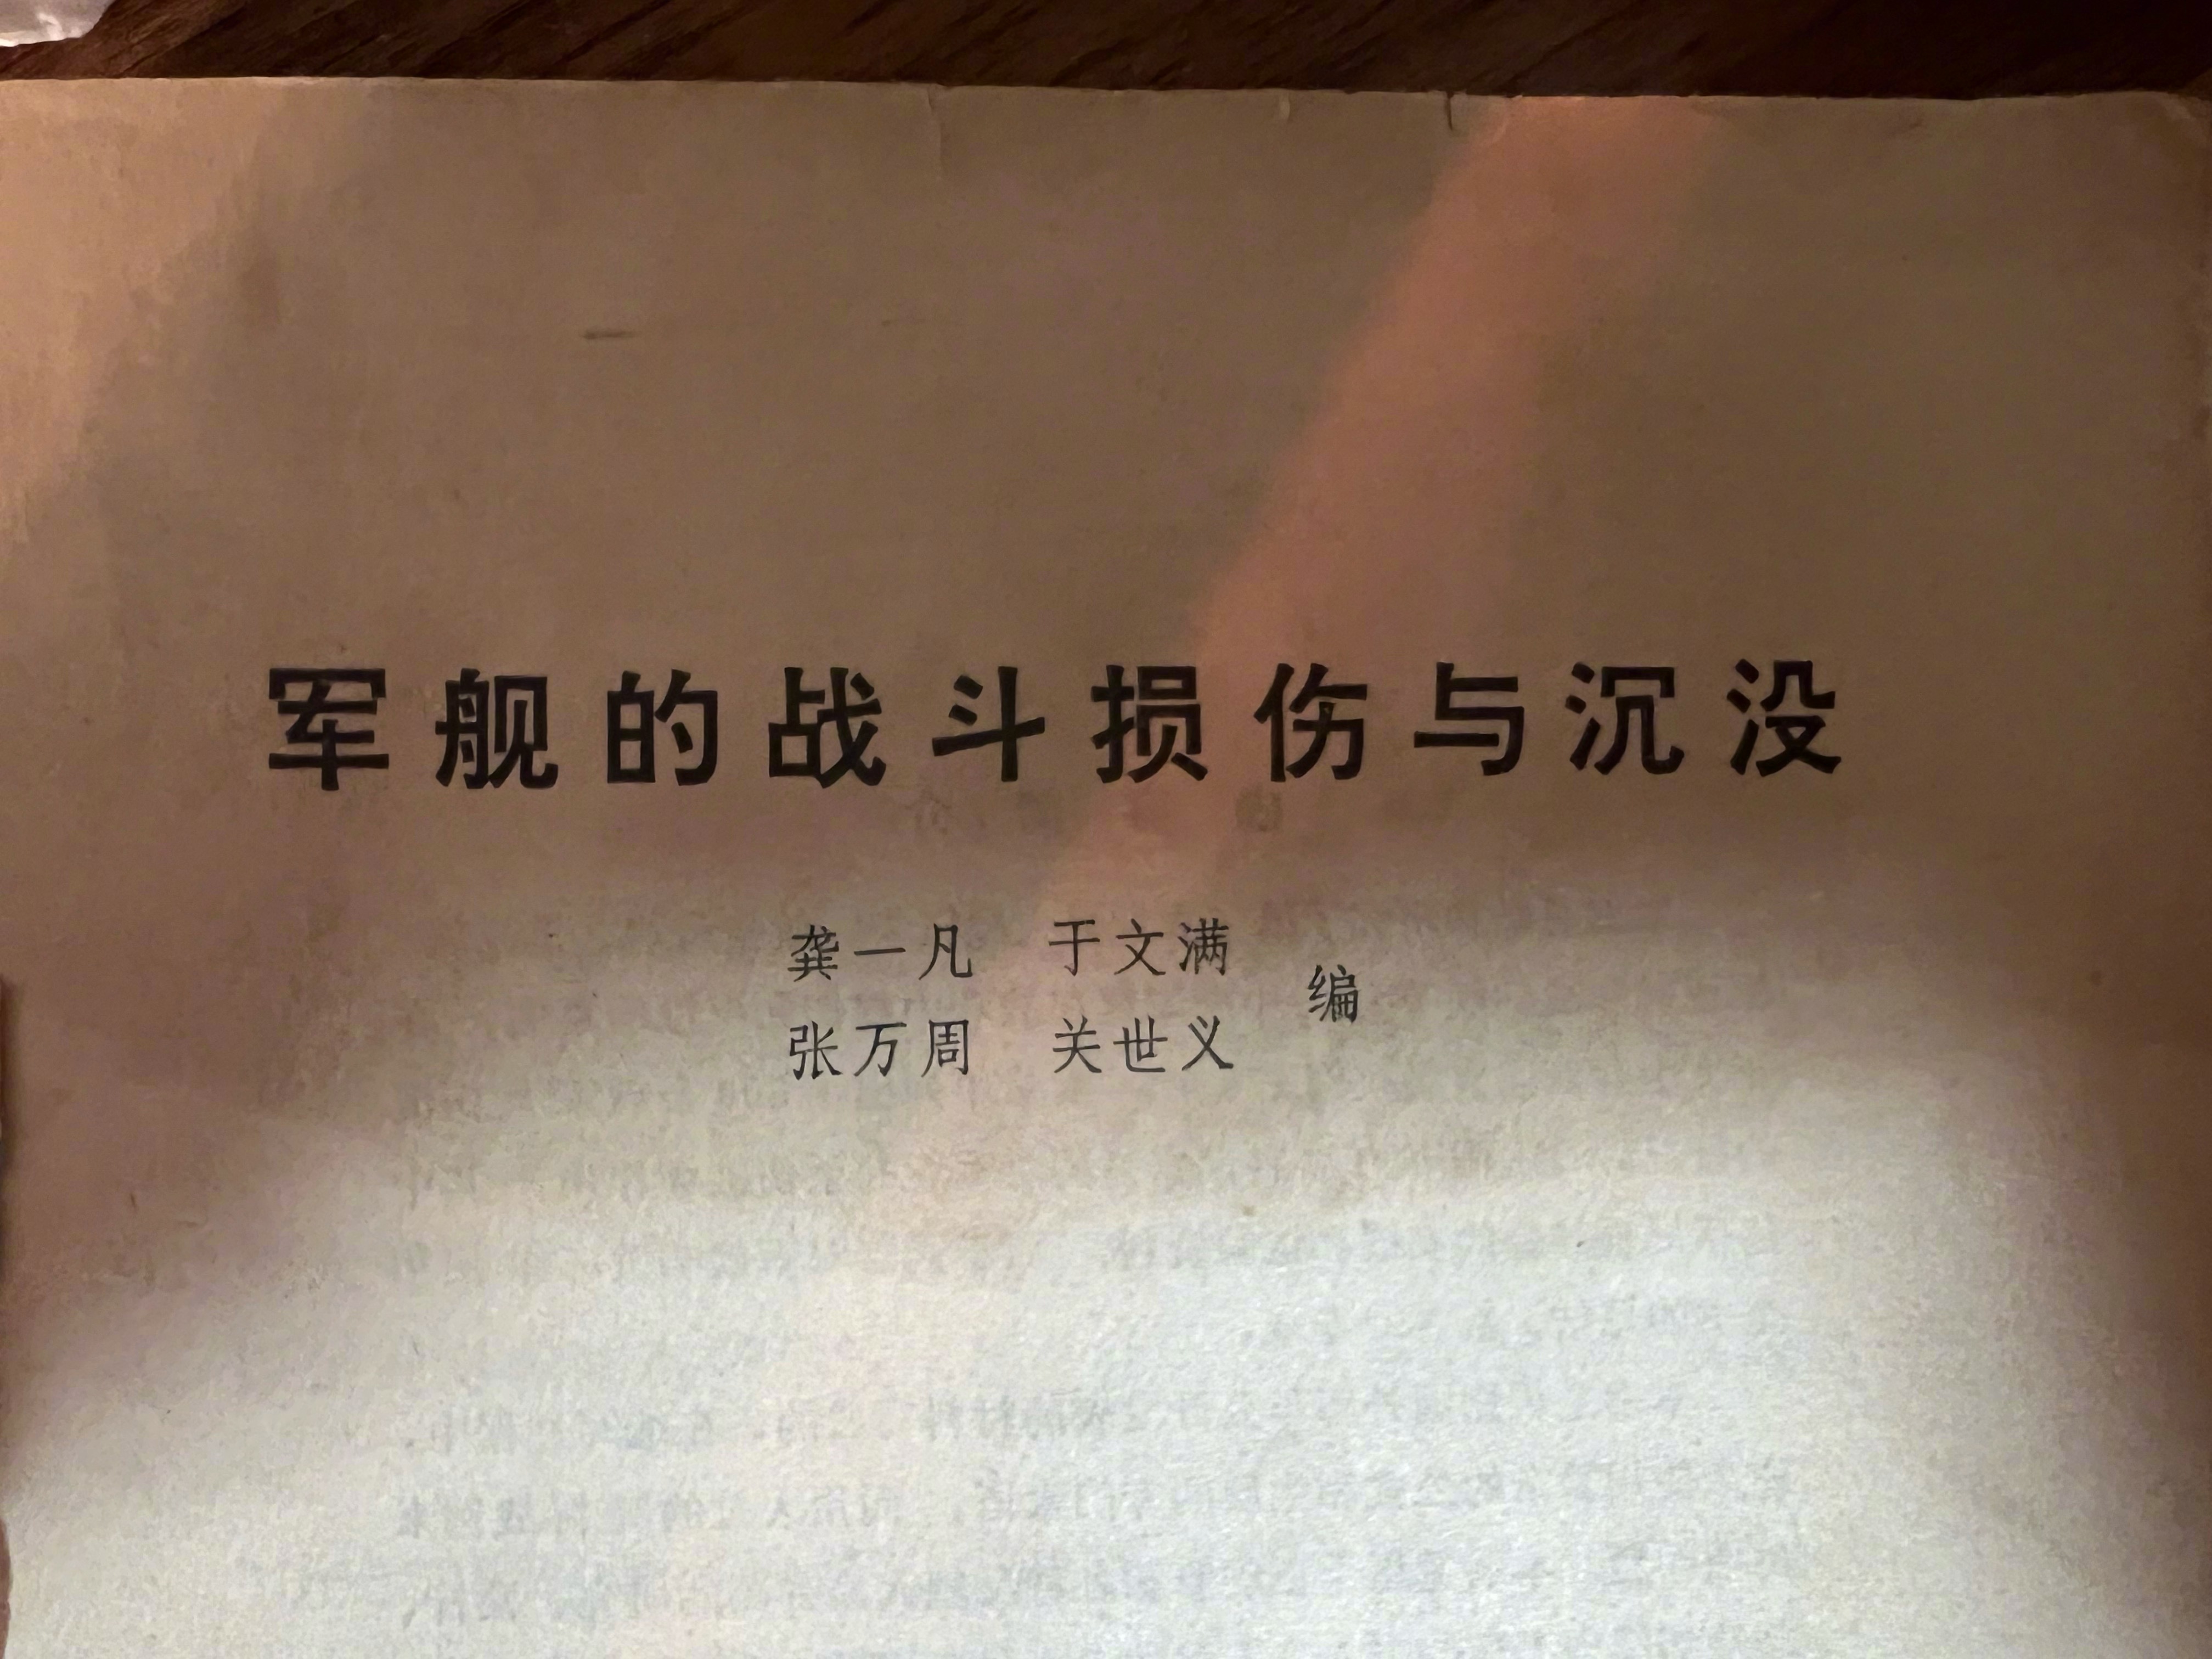 军舰的战斗损伤与沉没
龚一凡 于文满
编
张万周 关世义